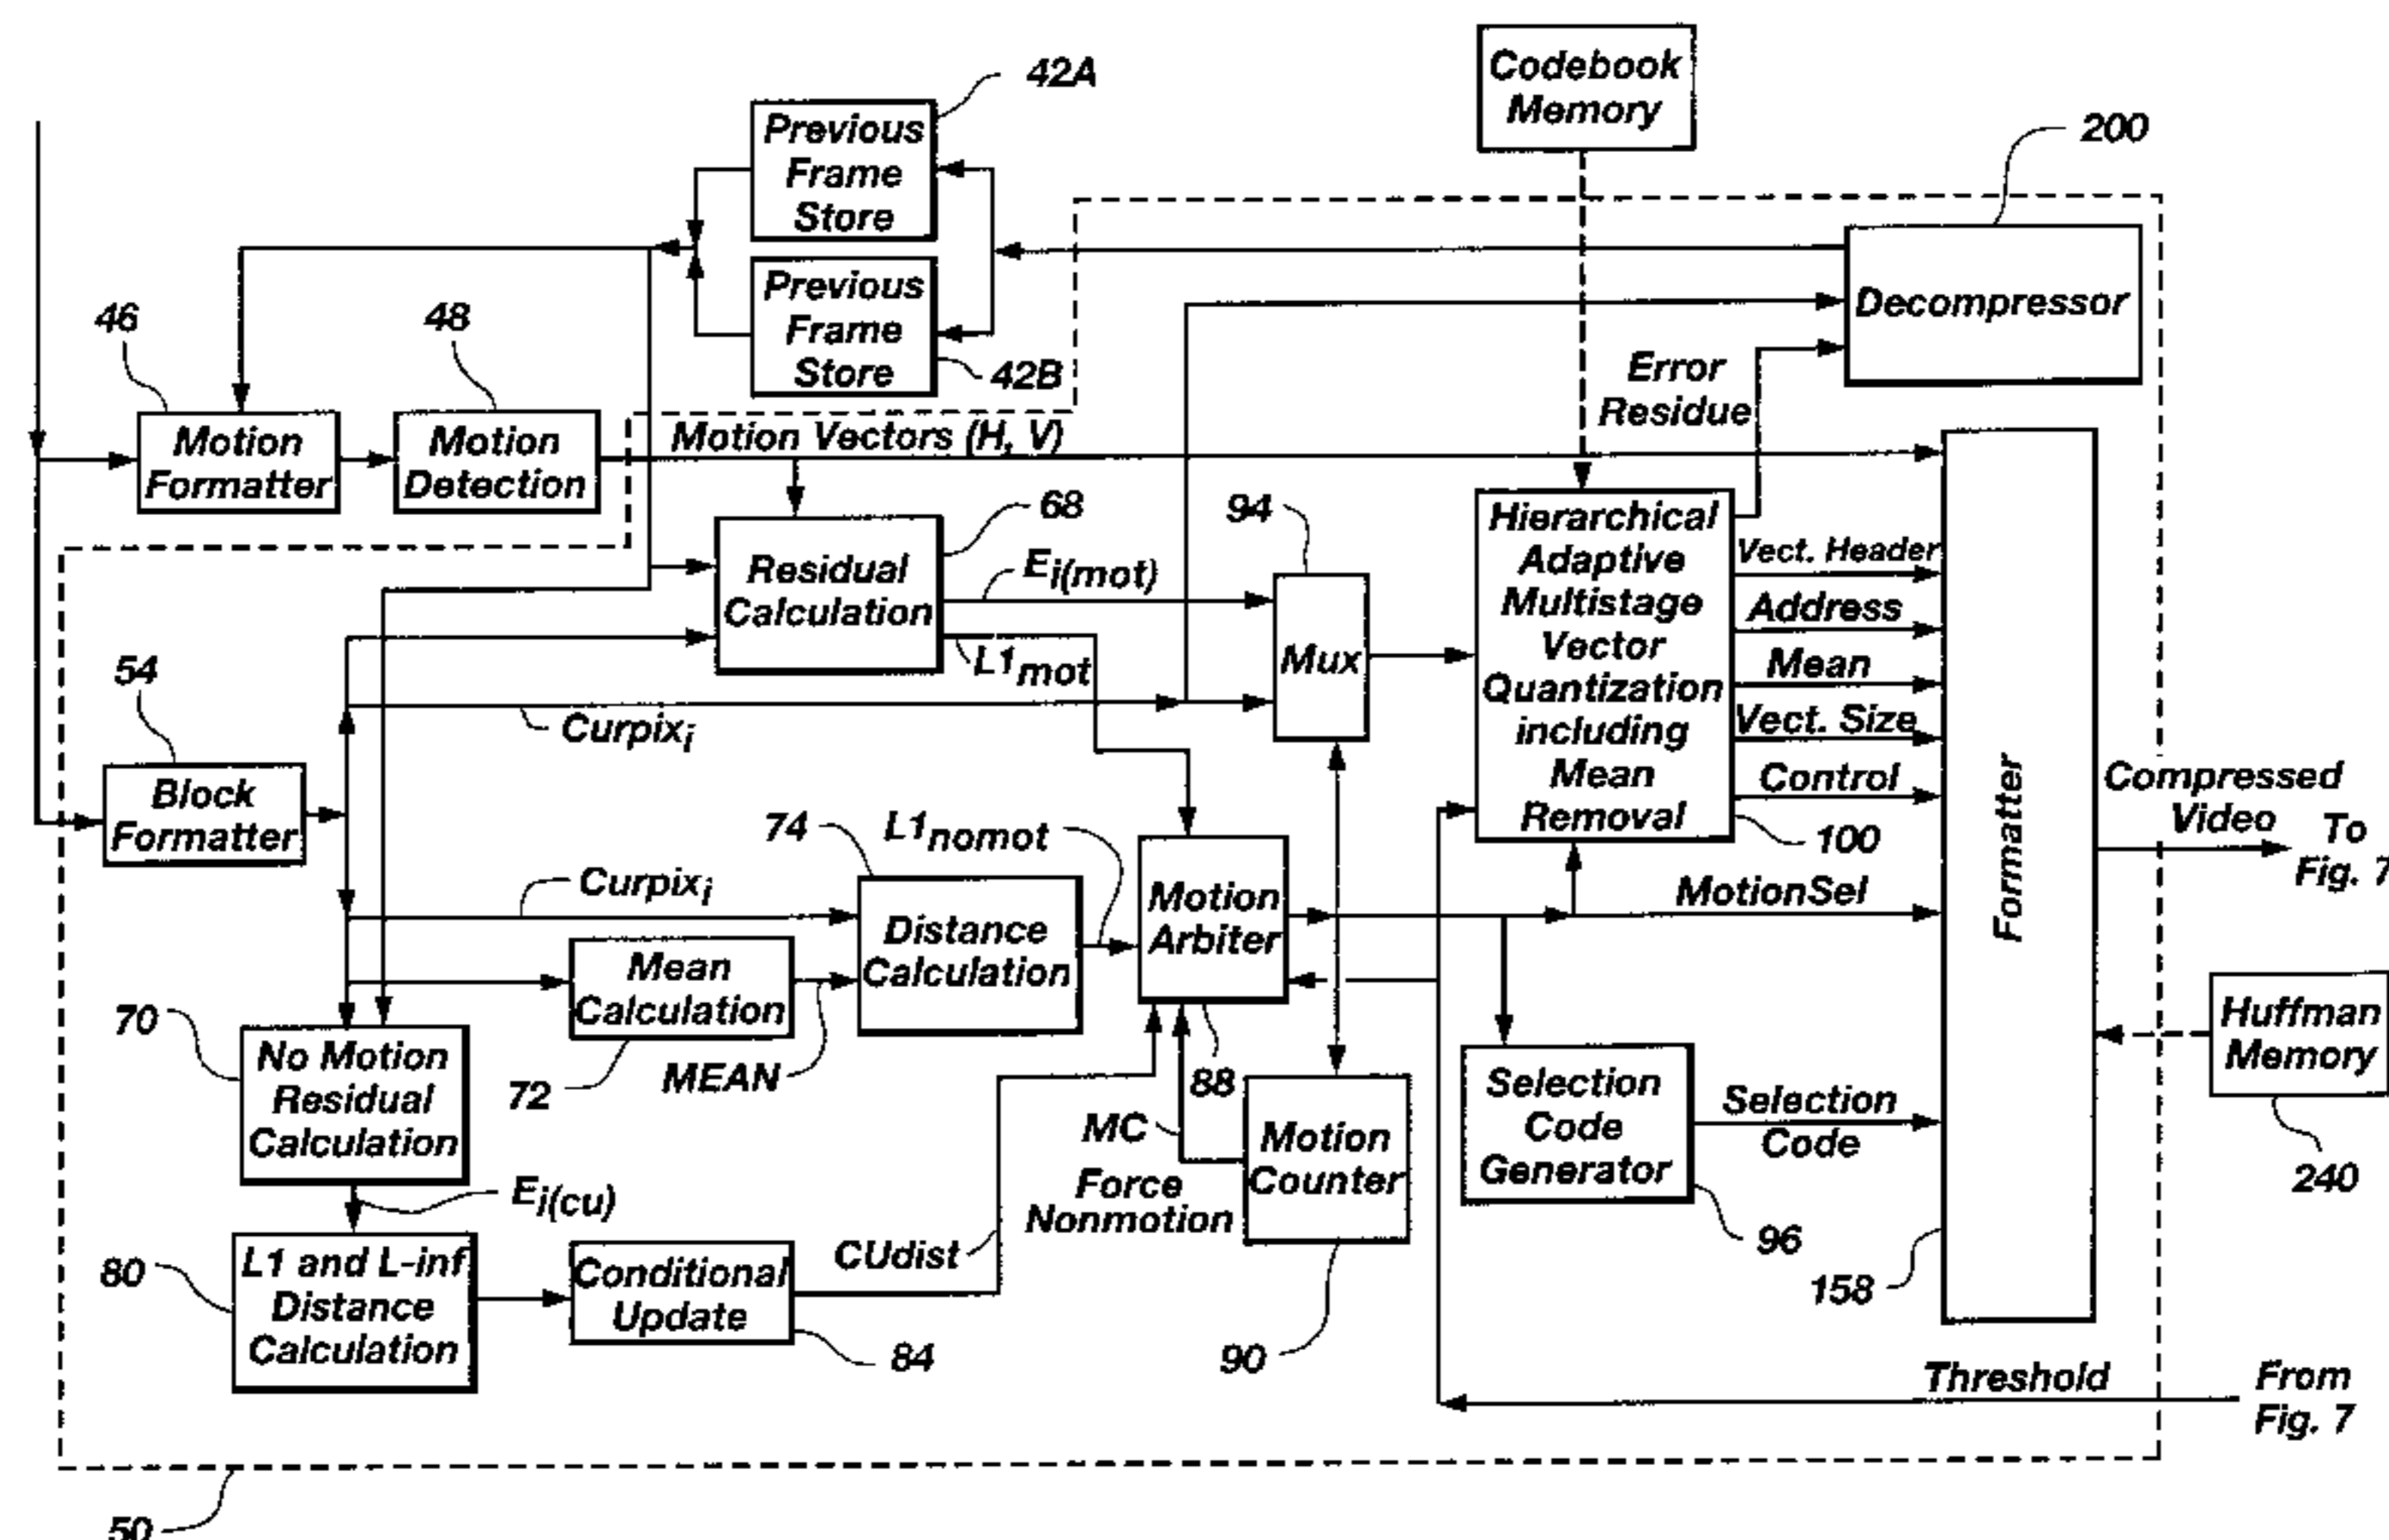 Codebook
Memory
42A
Previous
Frame
Store
200
Previous
Frame
Store
42B
Decompressor
46
48
Error
Residue
Motion
Formatter
Motion
Detection
Motion Vectors (H, V)
68
94
Residual
Calculation
Ei(mot)
L1mot
Mux
Hierarchical
Adaptive
Multistage
Vector
Quantization
including
Mean
Removal
100
Vect. Header
Address
Mean
Vect. Size
Control
54
Curpixi
Block
Formatter
Formatter
Compressed
Video
To
Fig. 7
74
L1nomot
Curpixi
Distance
Calculation
Motion
Arbiter
MotionSel
Mean
Calculation
70
72
MEAN
88
No Motion
Residual
Calculation
Huffman
Memory
240
MC
Force
Nonmotion
Motion
Counter
Selection
Code
Generator
Selection
Code
Ei(cu)
96
80
L1 and L-inf
Distance
Calculation
Conditional
Update
CUdist
84
90
158
Threshold
From
Fig. 7
50